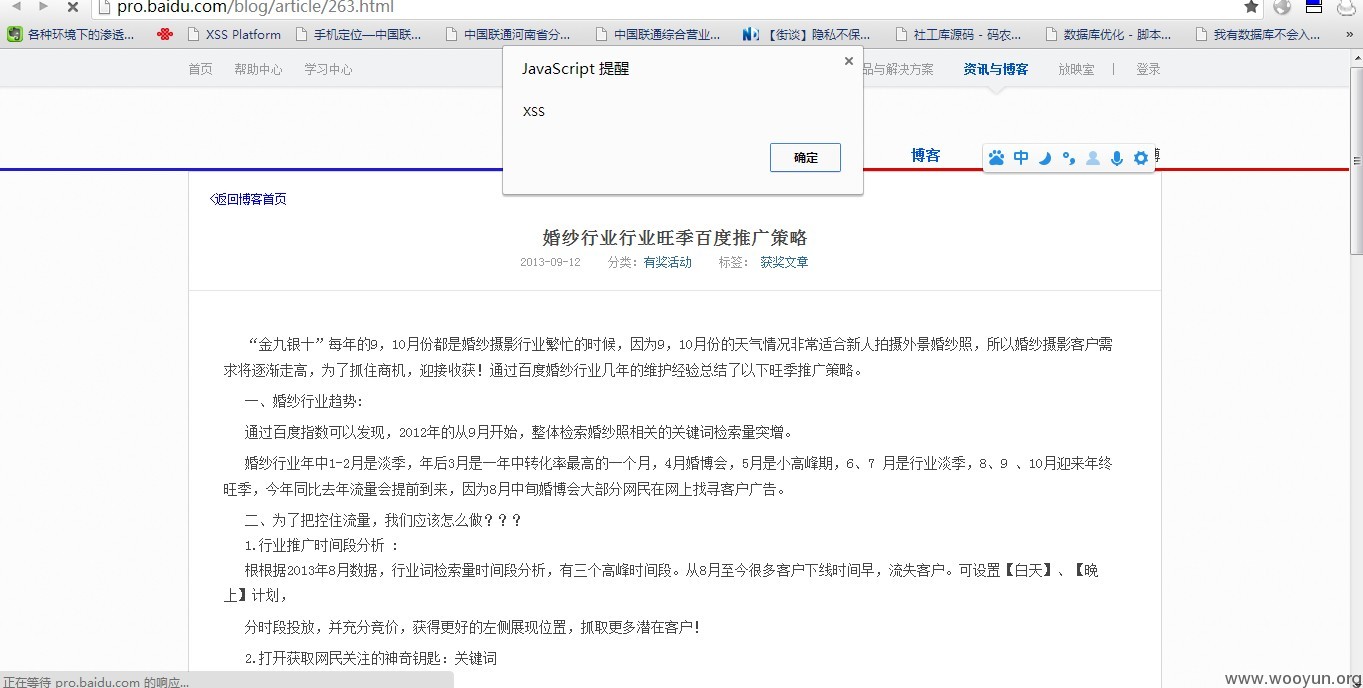 pro.baidu.com/blog/article/263.html
各种环境下的渗透... XSS Platform 手机定位—中国联... 中国联通河南省分... 中国联通综合营业... 【街谈】隐私不保... 社工库源码 - 码农... 数据库优化 - 脚本... 我有数据库不会入... »
首页 帮助中心 学习中心 品与解决方案 资讯与博客 放映室 | 登录
JavaScript 提醒
XSS
确定
博客
中
<返回博客首页
婚纱行业行业旺季百度推广策略
2013-09-12 分类: 有奖活动 标签: 获奖文章
“金九银十”每年的9，10月份都是婚纱摄影行业繁忙的时候，因为9，10月份的天气情况非常适合新人拍摄外景婚纱照，所以婚纱摄影客户需
求将逐渐走高，为了抓住商机，迎接收获！通过百度婚纱行业几年的维护经验总结了以下旺季推广策略。
一、婚纱行业趋势:
通过百度指数可以发现，2012年的从9月开始，整体检索婚纱照相关的关键词检索量突增。
婚纱行业年中1-2月是淡季，年后3月是一年中转化率最高的一个月，4月婚博会，5月是小高峰期，6、7 月是行业淡季，8、9 、10月迎来年终
旺季，今年同比去年流量会提前到来，因为8月中旬婚博会大部分网民在网上找寻客户广告。
二、为了把控住流量，我们应该怎么做？？？
1.行业推广时间段分析 :
根根据2013年8月数据，行业词检索量时间段分析，有三个高峰时间段。从8月至今很多客户下线时间早，流失客户。可设置【白天】、【晚
上】计划，
分时段投放，并充分竞价，获得更好的左侧展现位置，抓取更多潜在客户！
2.打开获取网民关注的神奇钥匙: 关键词
正在等待 pro.baidu.com 的响应...
www.wooyun.org